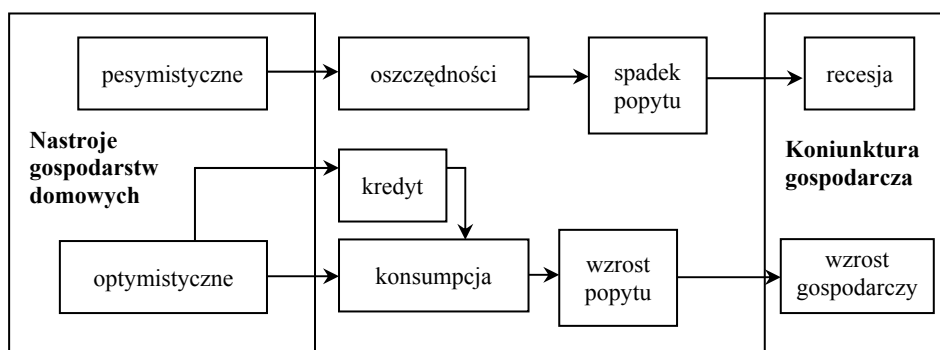 pesymistyczne
oszczędności
spadek
popytu
recesja
Nastroje
gospodarstw
domowych
kredyt
Koniunktura
gospodarcza
optymistyczne
konsumpcja
wzrost
popytu
wzrost
gospodarczy